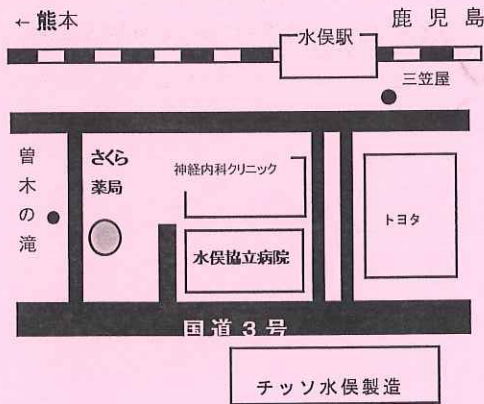 ←熊本
鹿児島
水俣駅
三笠屋
曽木の滝
さくら
薬局
神経内科クリニック
トヨタ
水俣協立病院
国道3号
チッソ水俣製造